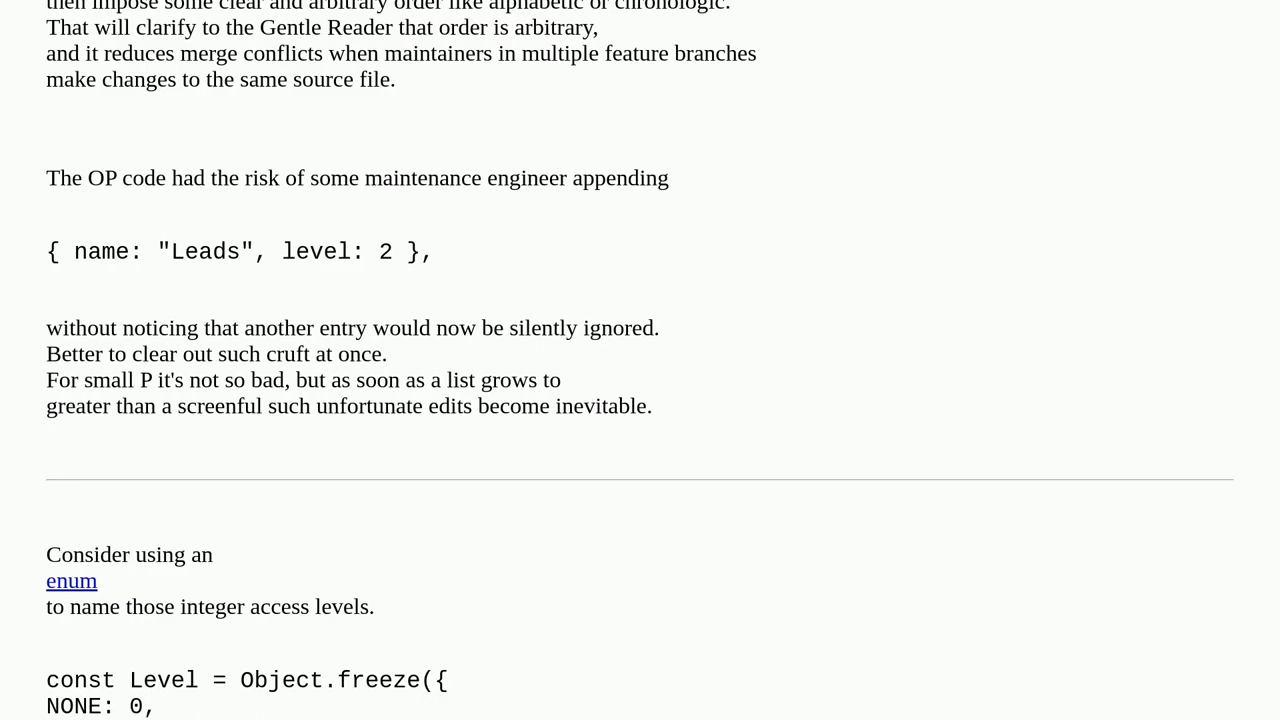 then impose some clear and arbitrary order like alphabetic or chronologic.
That will clarify to the Gentle Reader that order is arbitrary,
and it reduces merge conflicts when maintainers in multiple feature branches
make changes to the same source file.
The OP code had the risk of some maintenance engineer appending
{ name: "Leads", level: 2 },
without noticing that another entry would now be silently ignored.
Better to clear out such cruft at once.
For small P it's not so bad, but as soon as a list grows to
greater than a screenful such unfortunate edits become inevitable.
Consider using an
enum
to name those integer access levels.
const Level = Object.freeze({
NONE: 0,